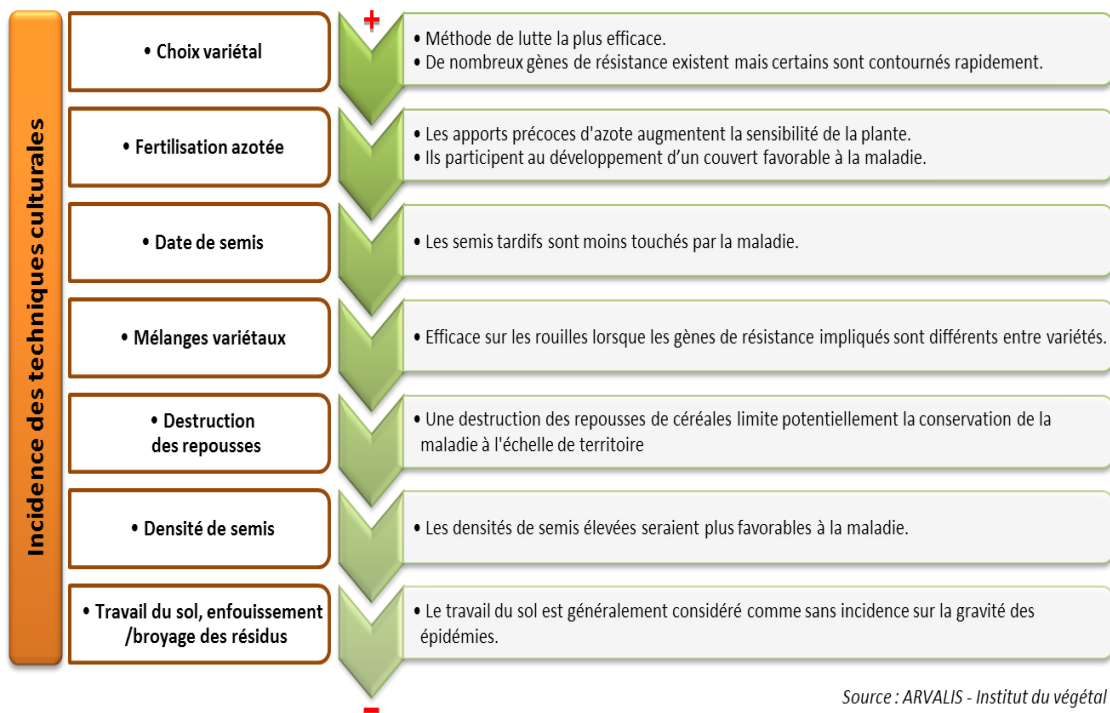 Incidence des techniques culturales
+
• Choix variétal
• Méthode de lutte la plus efficace.
• De nombreux gènes de résistance existent mais certains sont contournés rapidement.
• Fertilisation azotée
• Les apports précoces d'azote augmentent la sensibilité de la plante.
• Ils participent au développement d’un couvert favorable à la maladie.
• Date de semis
• Les semis tardifs sont moins touchés par la maladie.
• Mélanges variétaux
• Efficace sur les rouilles lorsque les gènes de résistance impliqués sont différents entre variétés.
• Destruction
des repousses
• Une destruction des repousses de céréales limite potentiellement la conservation de la
maladie à l'échelle de territoire
• Densité de semis
• Les densités de semis élevées seraient plus favorables à la maladie.
• Travail du sol, enfouissement
/broyage des résidus
• Le travail du sol est généralement considéré comme sans incidence sur la gravité des
épidémies.
-
Source : ARVALIS - Institut du végétal